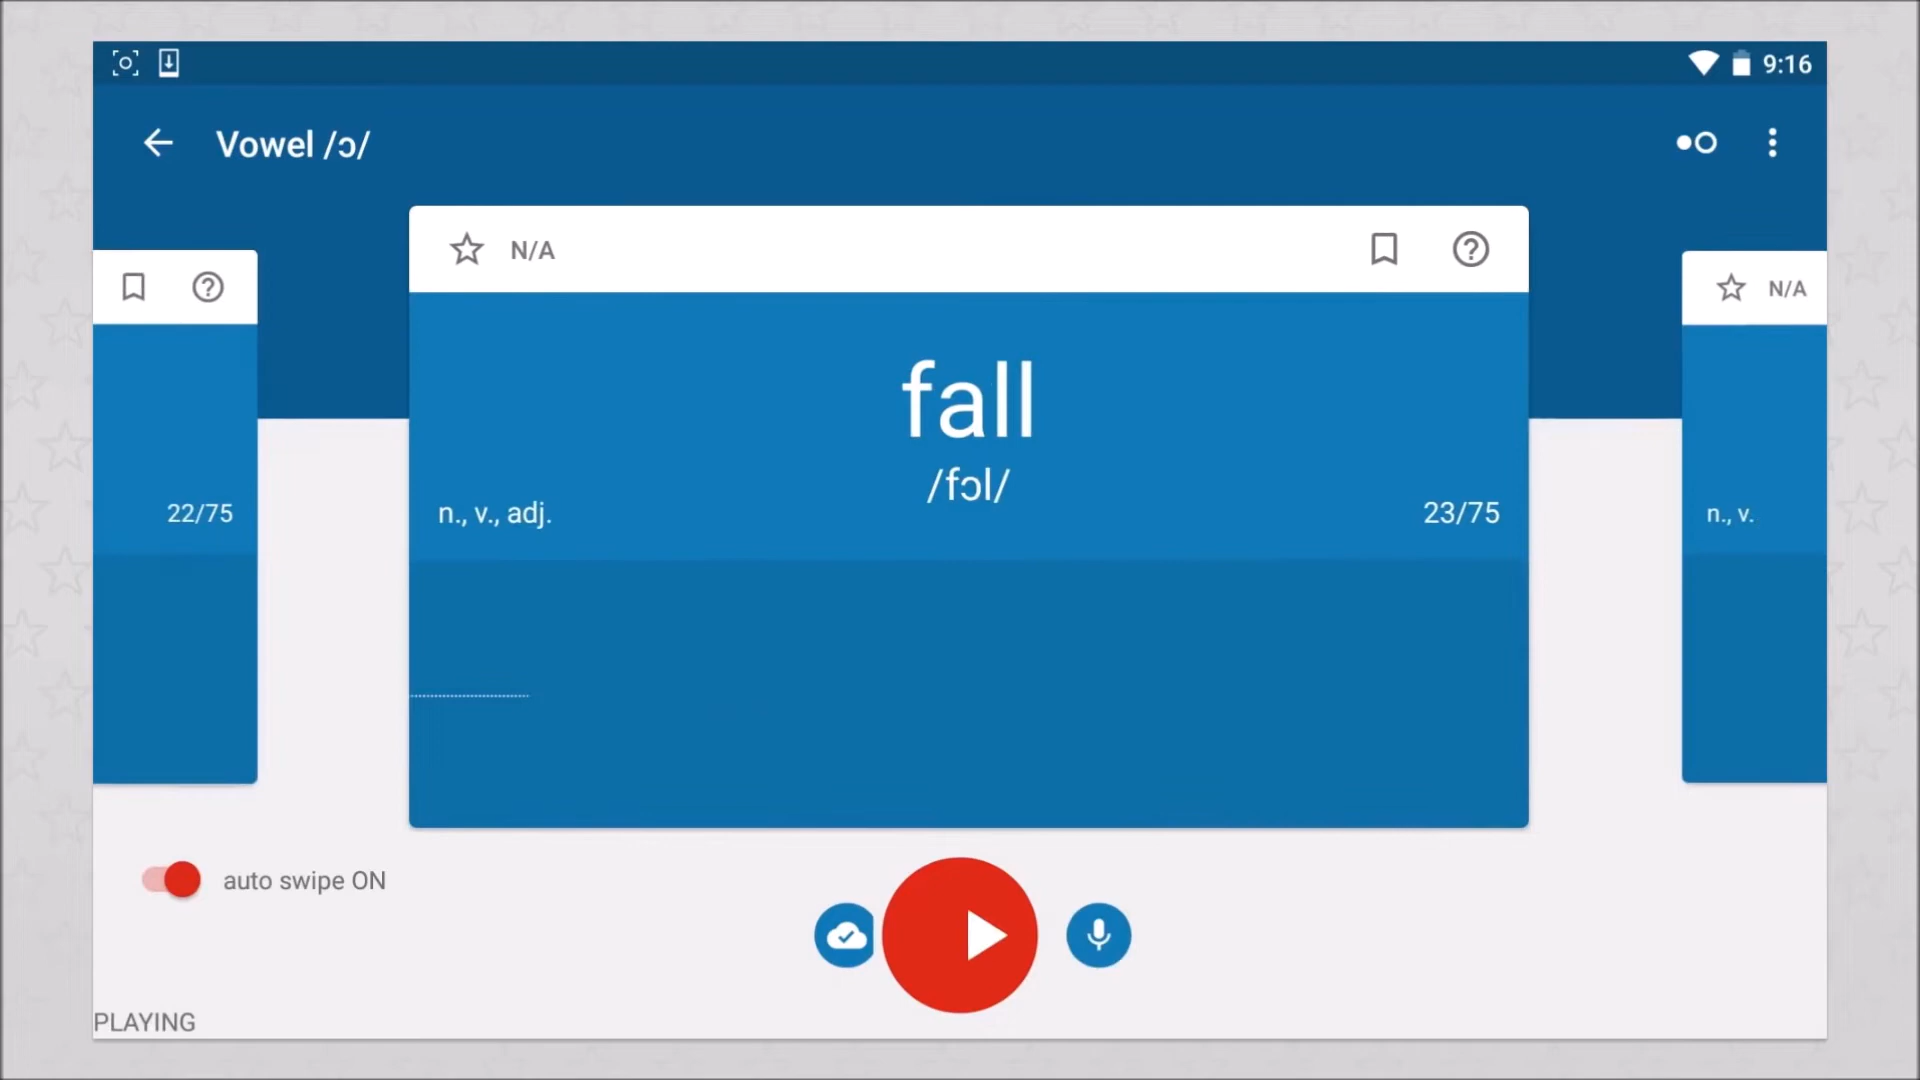 9:16
Vowel /ɔ/
N/A
N/A
fall
/fɔl/
22/75
n., v., adj.
23/75
n., v.
auto swipe ON
PLAYING